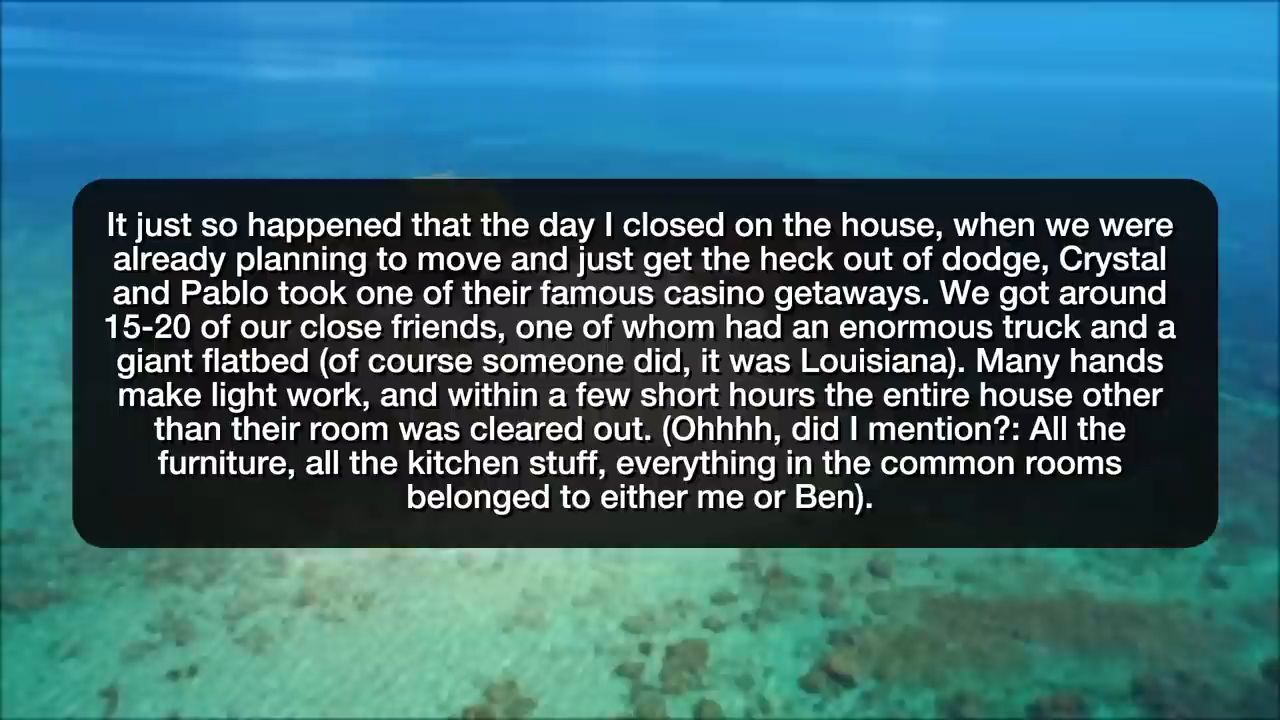 It just so happened that the day I closed on the house, when we were
already planning to move and just get the heck out of dodge, Crystal
and Pablo took one of their famous casino getaways. We got around
15-20 of our close friends, one of whom had an enormous truck and a
giant flatbed (of course someone did, it was Louisiana). Many hands
make light work, and within a few short hours the entire house other
than their room was cleared out. (Ohhhh, did I mention?: All the
furniture, all the kitchen stuff, everything in the common rooms
belonged to either me or Ben).